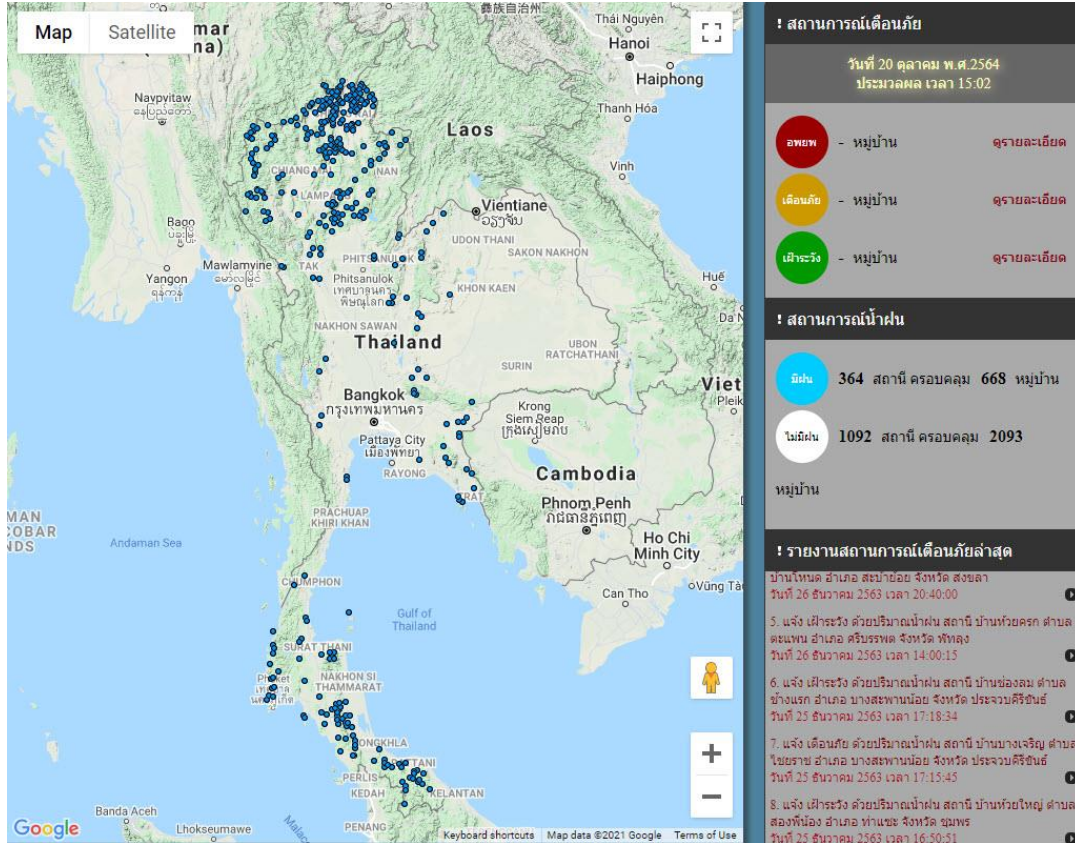 Map
Satellite
Thái Nguyên
Hanoi
Haiphong
Thanh Hóa
Laos
Vinh
Vientiane
ວຽງຈັນ
UDON THANI
SAKON NAKHON
CHIANG MAI
NAN
LAMPANG
Bago
Yangon
ရန်ကုန်
Mawlamyine
TAK
PHITSANULOK
Phitsanulok
เทศบาลนคร
พิษณุโลก
KHON KAEN
Huế
Da N
NAKHON SAWAN
Thailand
UBON
RATCHATHANI
SURIN
Viet
Pleik
Bangkok
กรุงเทพมหานคร
Krong
Siem Reap
Pattaya City
เมืองพัทยา
RAYONG
TRAT
Cambodia
Phnom Penh
រាជធានីភ្នំពេញ
PRACHUAP
KHIRI KHAN
Ho Chi
Minh City
Andaman Sea
Can Tho
Vũng Tà
CHUMPHON
Gulf of
Thailand
SURAT THANI
Phuket
NAKHON SI
THAMMARAT
SONGKHLA
PATTANI
PERLIS
KEDAH
KELANTAN
Banda Aceh
Lhokseumawe
PENANG
Google
Keyboard shortcuts
Map data ©2021 Google
Terms of Use
! สถานการณ์เตือนภัย
วันที่ 20 ตุลาคม พ.ศ.2564
ประมวลผล เวลา 15:02
อพยพ - หมู่บ้าน ดูรายละเอียด
เตือนภัย - หมู่บ้าน ดูรายละเอียด
เฝ้าระวัง - หมู่บ้าน ดูรายละเอียด
! สถานการณ์น้ำฝน
มีฝน 364 สถานี ครอบคลุม 668 หมู่บ้าน
ไม่มีฝน 1092 สถานี ครอบคลุม 2093
หมู่บ้าน
! รายงานสถานการณ์เตือนภัยล่าสุด
บ้านโหนด อำเภอ สะบ้าย้อย จังหวัด สงขลา
วันที่ 26 ธันวาคม 2563 เวลา 20:40:00
5. แจ้ง เฝ้าระวัง ด้วยปริมาณน้ำฝน สถานี บ้านห้วยครก ตำบล
ตะแพน อำเภอ ศรีบรรพต จังหวัด พัทลุง
วันที่ 26 ธันวาคม 2563 เวลา 14:00:15
6. แจ้ง เฝ้าระวัง ด้วยปริมาณน้ำฝน สถานี บ้านช่องลม ตำบล
ช้างแรก อำเภอ บางสะพานน้อย จังหวัด ประจวบคีรีขันธ์
วันที่ 25 ธันวาคม 2563 เวลา 17:18:34
7. แจ้ง เตือนภัย ด้วยปริมาณน้ำฝน สถานี บ้านบางเจริญ ตำบล
ไชยราช อำเภอ บางสะพานน้อย จังหวัด ประจวบคีรีขันธ์
วันที่ 25 ธันวาคม 2563 เวลา 17:15:45
8. แจ้ง เฝ้าระวัง ด้วยปริมาณน้ำฝน สถานี บ้านห้วยใหญ่ ตำบล
สองพี่น้อง อำเภอ ท่าแซะ จังหวัด ชุมพร
วันที่ 25 ธันวาคม 2563 เวลา 16:50:51